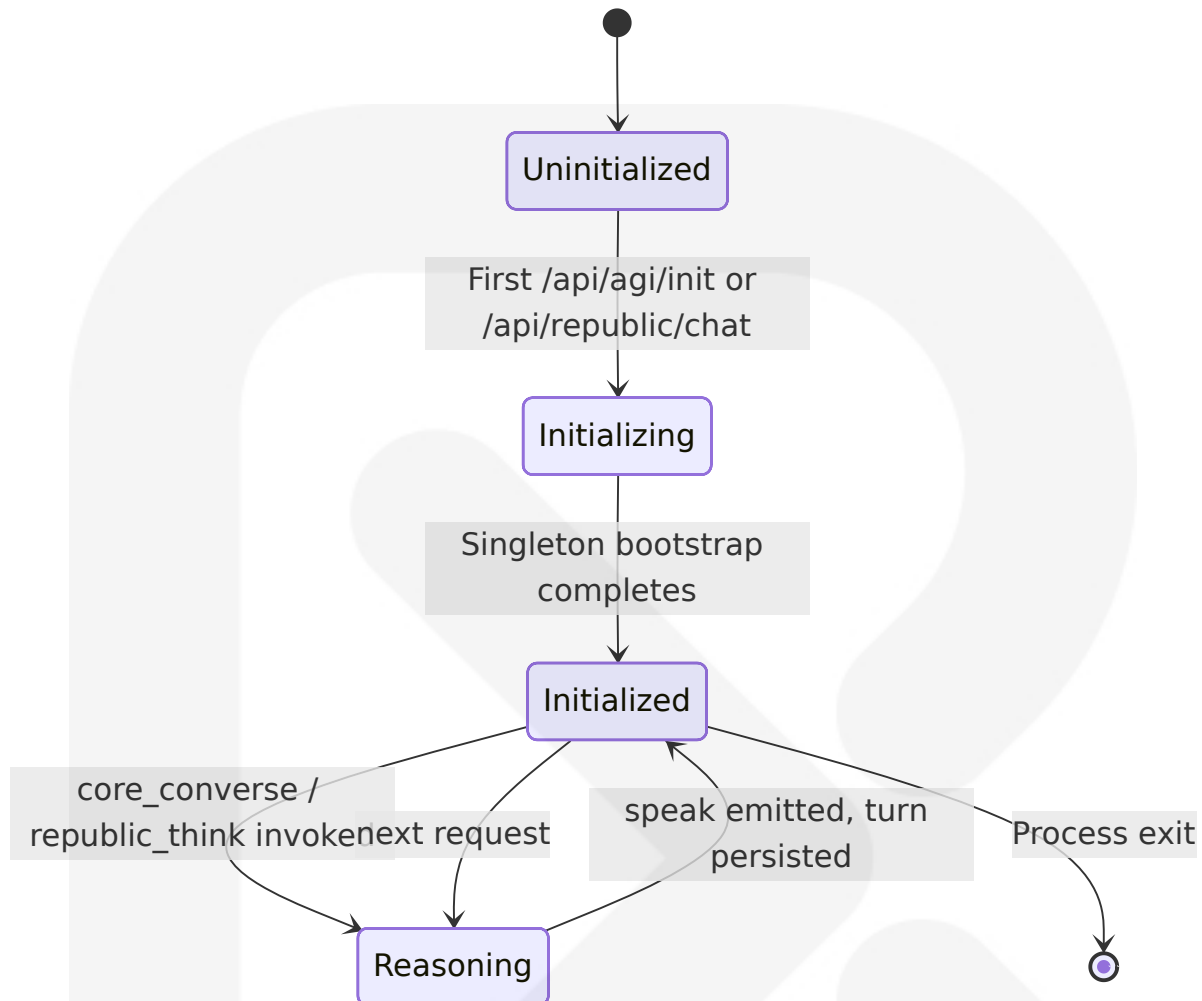 Uninitialized
First /api/agi/init or
/api/republic/chat
Initializing
Singleton bootstrap
completes
Initialized
core_converse /
republic_think invoked
next request
speak emitted, turn
persisted
Process exit
Reasoning